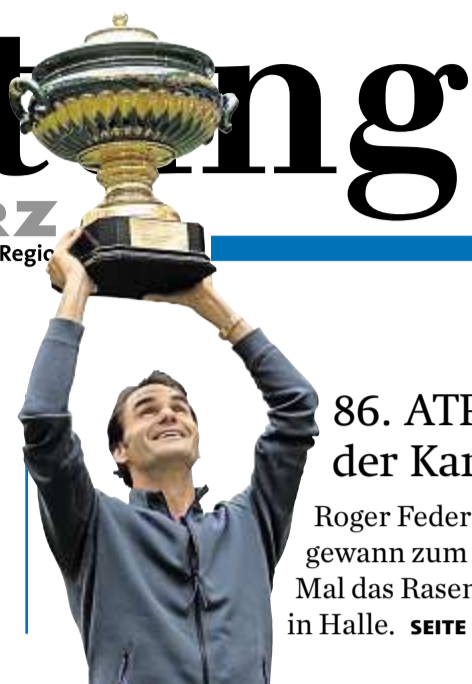 tung
rz
Regio
86. ATP
der Kar
Roger Feder
gewann zum
Mal das Rasen
in Halle. SEITE